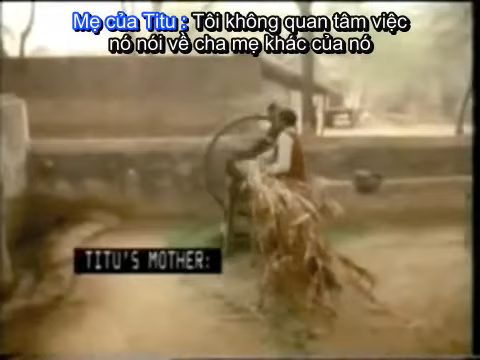 Mẹ của Titu : Tôi không quan tâm việc
nó nói về cha mẹ khác của nó
TITU'S MOTHER: